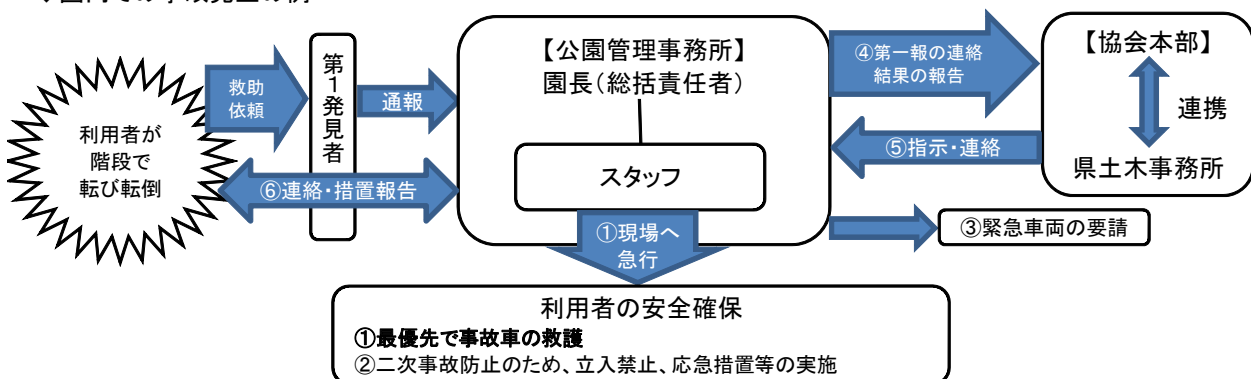 利用者が
階段で
転び転倒
救助
依頼
第1発見者
通報
⑥連絡・措置報告
【公園管理事務所】
園長(総括責任者)
スタッフ
①現場へ
急行
④第一報の連絡
結果の報告
⑤指示・連絡
③緊急車両の要請
【協会本部】
連携
県土木事務所
利用者の安全確保
①最優先で事故車の救護
②二次事故防止のため、立入禁止、応急措置等の実施